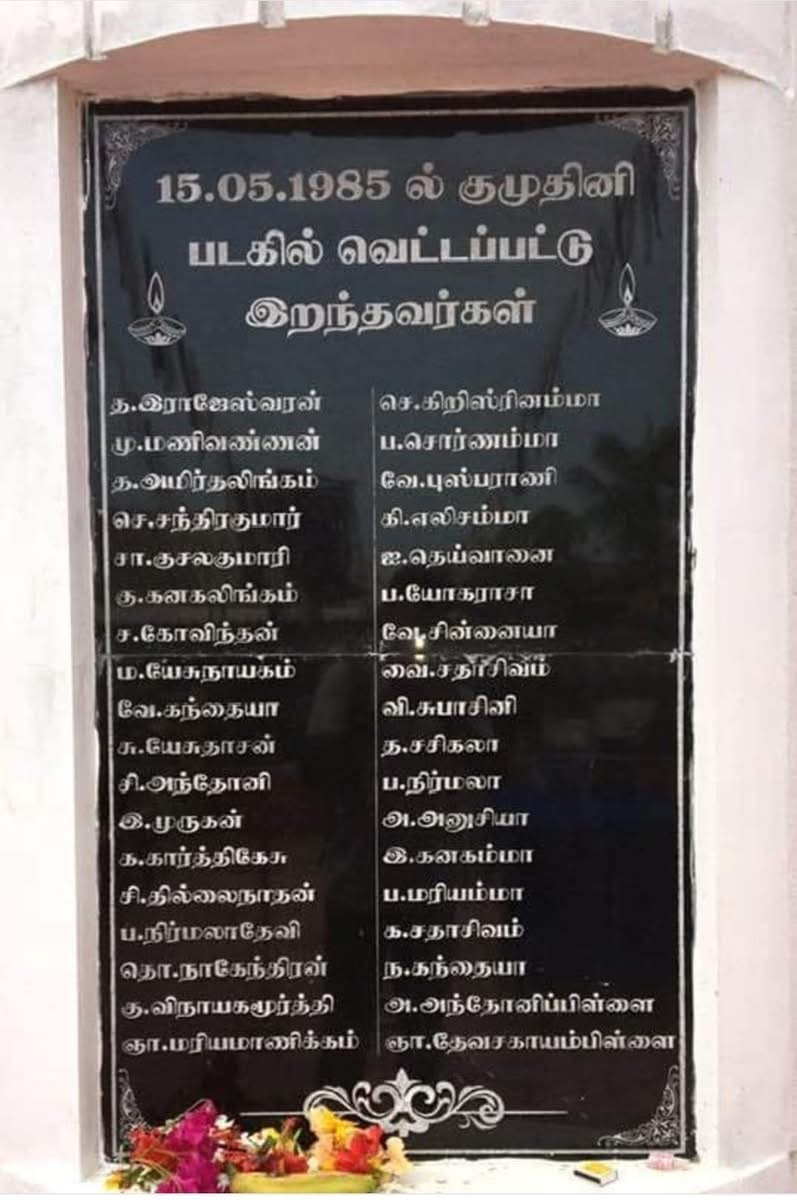 15.05.1985 ல் குமுதினி
படகில் வெட்டப்பட்டு
இறந்தவர்கள்
த.இராஜேஸ்வரன்
மு.மணிவண்ணன்
த.அமிர்தலிங்கம்
செ.சந்திரகுமார்
சா.குசலகுமாரி
கு.கனகலிங்கம்
ச.கோவிந்தன்
ம.யேசுநாயகம்
வே.கந்தையா
சு.யேசுதாசன்
சி.அந்தோனி
இ.முருகன்
க.கார்த்திகேசு
சி.தில்லைநாதன்
ப.நிர்மலாதேவி
தொ.நாகேந்திரன்
கு.விநாயகமூர்த்தி
ஞா.மரியமாணிக்கம்
செ.கிறிஸ்ரினம்மா
ப.சொர்ணம்மா
வே.புஸ்பராணி
கி.எலிசம்மா
ஐ.தெய்வானை
ப.யோகராசா
வே.சின்னையா
வை.சதாசிவம்
வி.சுபாசினி
த.சசிகலா
ப.நிர்மலா
அ.அனுசியா
இ.கனகம்மா
ப.மரியம்மா
க.சதாசிவம்
ந.கந்தையா
அ.அந்தோனிப்பிள்ளை
ஞா.தேவசகாயம்பிள்ளை